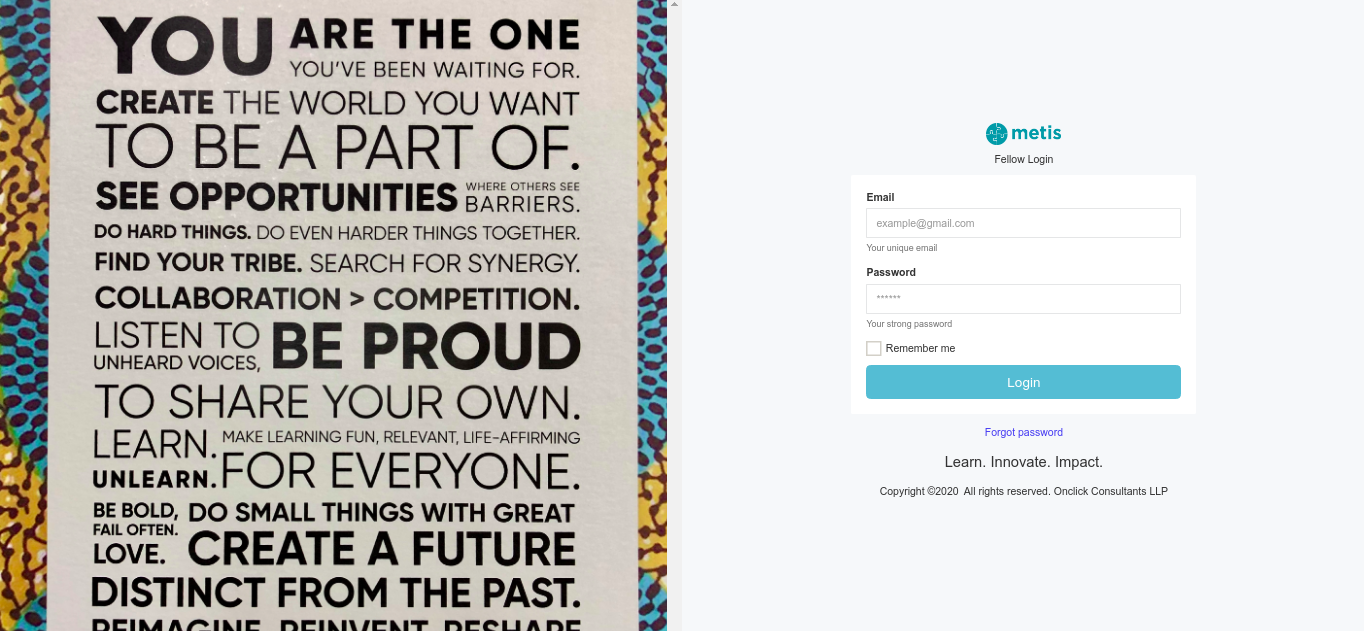 YOU ARE THE ONE
YOU'VE BEEN WAITING FOR.
CREATE THE WORLD YOU WANT
TO BE A PART OF.
SEE OPPORTUNITIES WHERE OTHERS SEE
BARRIERS.
DO HARD THINGS. DO EVEN HARDER THINGS TOGETHER.
FIND YOUR TRIBE. SEARCH FOR SYNERGY.
COLLABORATION > COMPETITION.
LISTEN TO
UNHEARD VOICES, BE PROUD
TO SHARE YOUR OWN.
LEARN. MAKE LEARNING FUN, RELEVANT, LIFE-AFFIRMING
UNLEARN. FOR EVERYONE.
BE BOLD,
FAIL OFTEN.
LOVE.
DO SMALL THINGS WITH GREAT
CREATE A FUTURE
DISTINCT FROM THE PAST.
REIMAGINE, REINVENT, RESHAPE
metis
Fellow Login
Email
example@gmail.com
Your unique email
Password
******
Your strong password
Remember me
Login
Forgot password
Learn. Innovate. Impact.
Copyright ©2020 All rights reserved. Onclick Consultants LLP